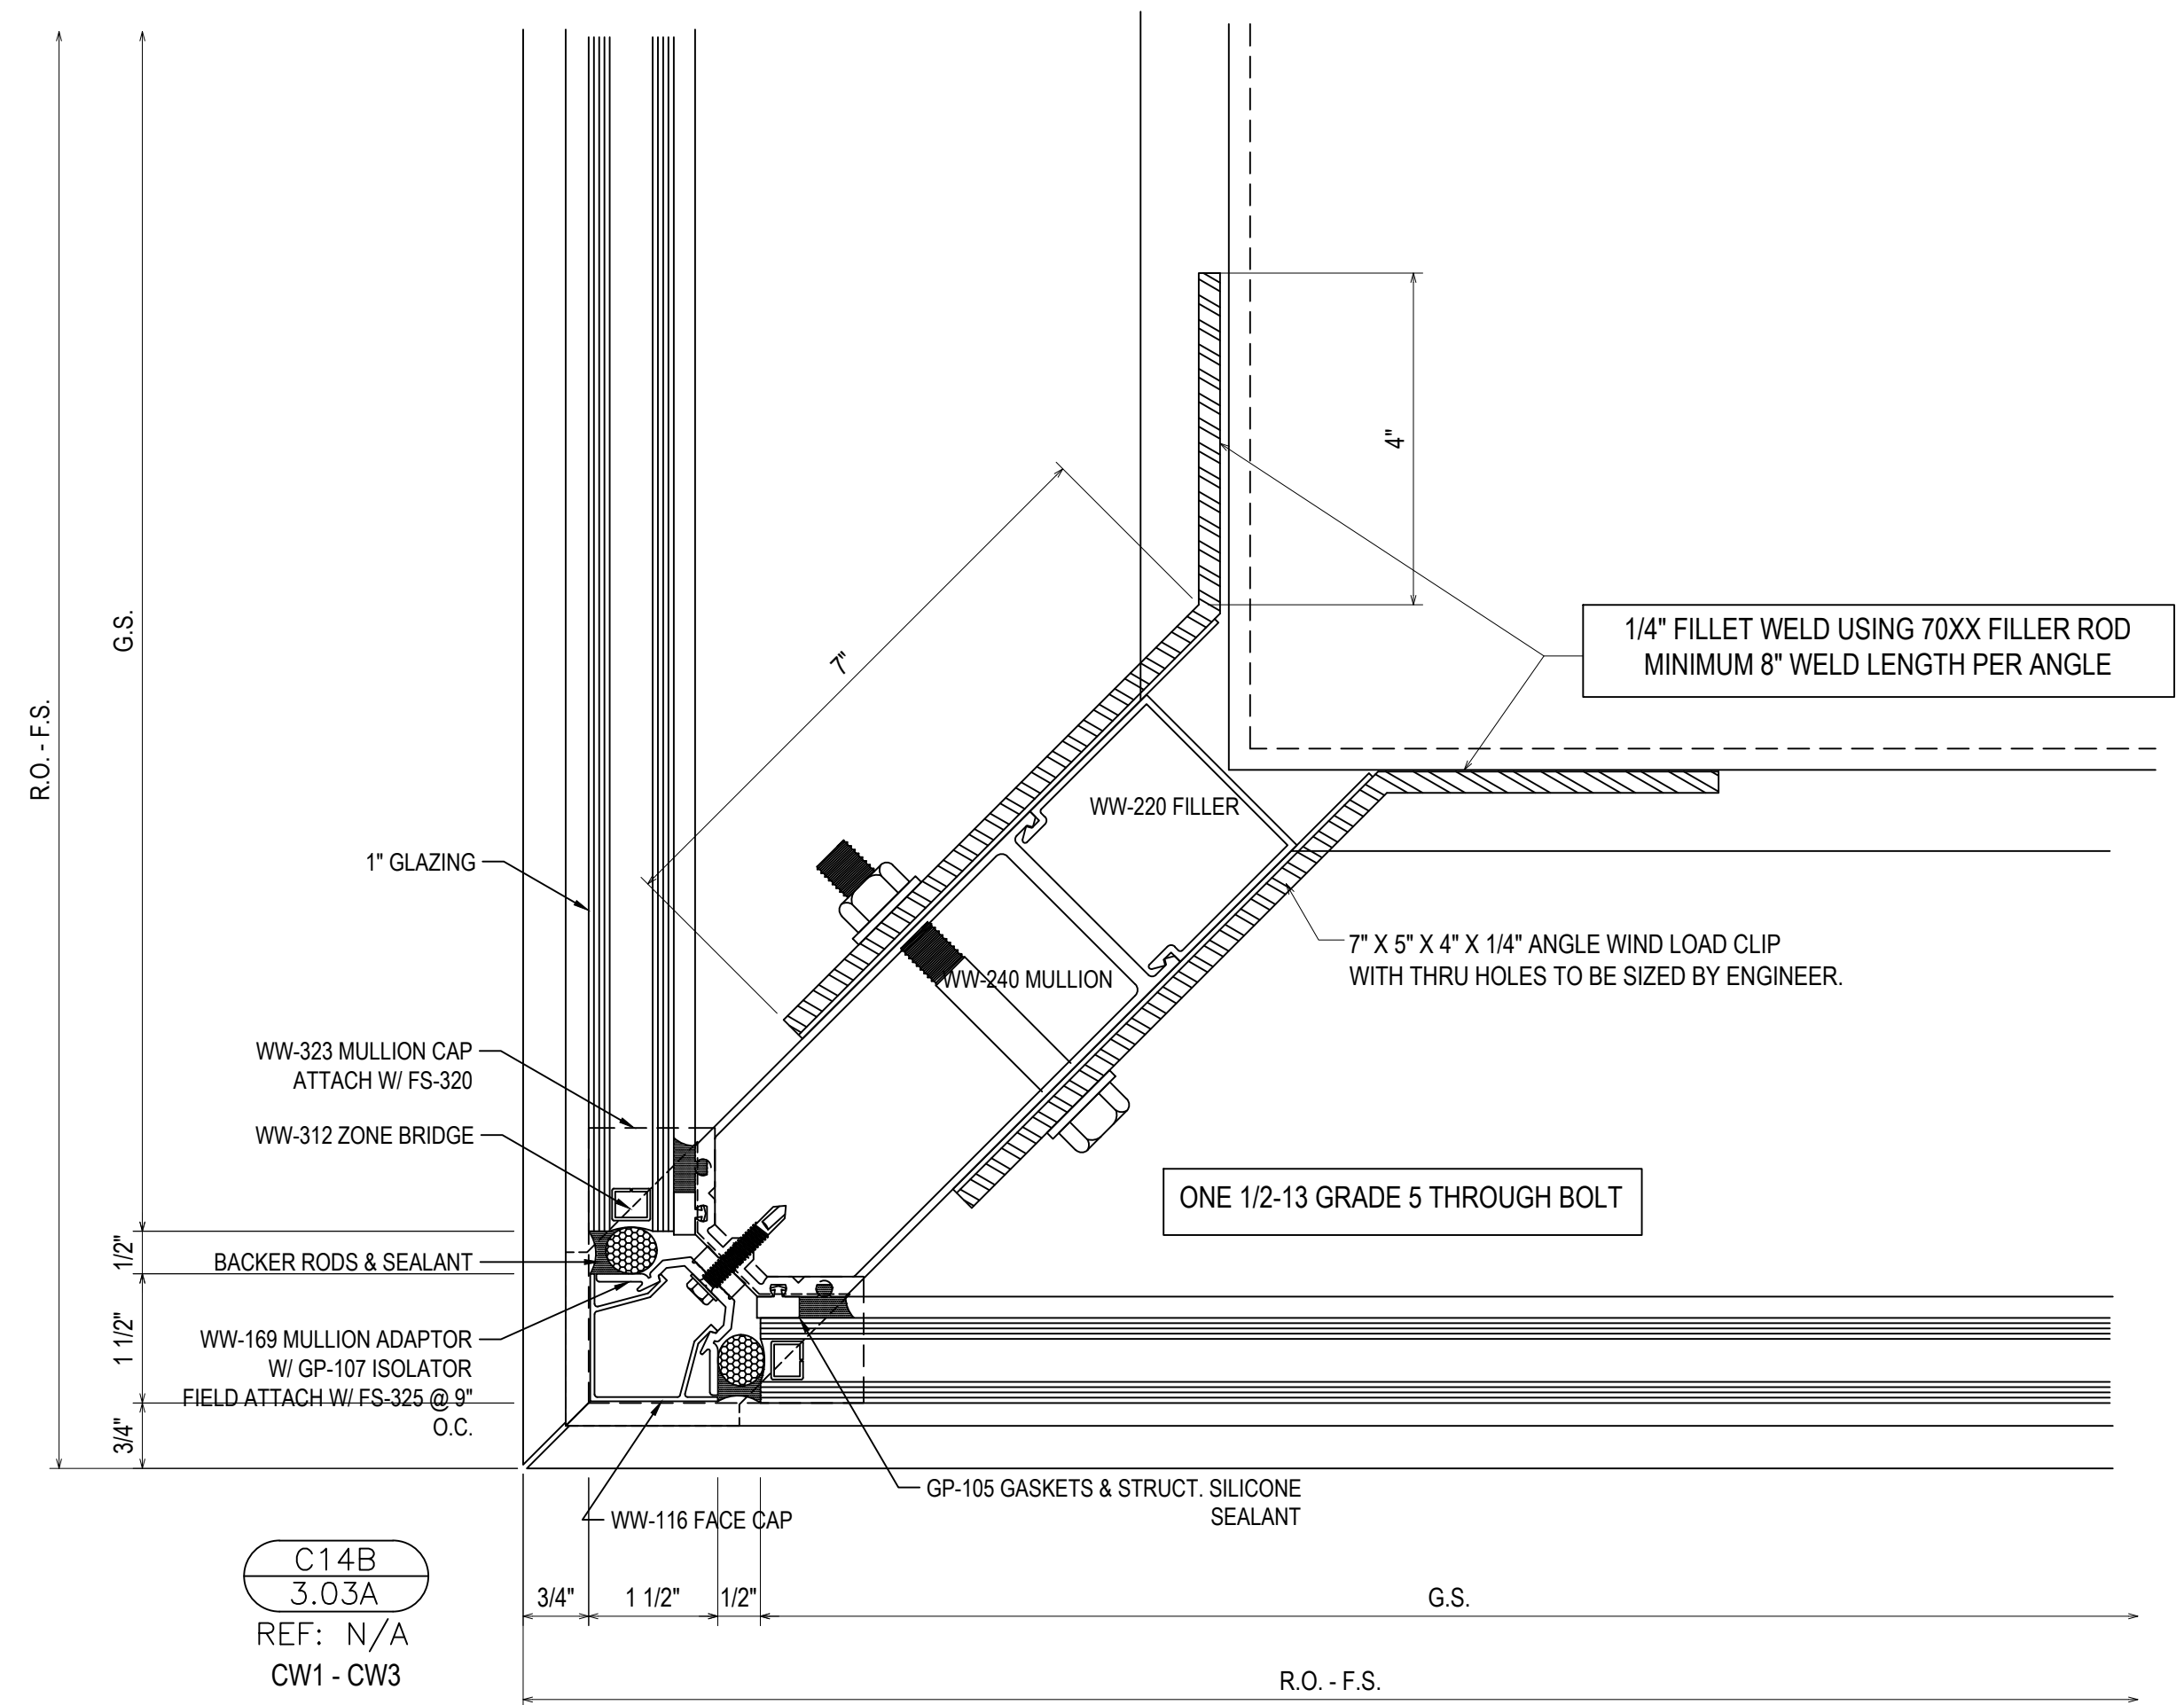 4"
G.S.
1/4" FILLET WELD USING 70XX FILLER ROD
MINIMUM 8" WELD LENGTH PER ANGLE
7"
R.O. - F.S.
WW-220 FILLER
1" GLAZING
7" X 5" X 4" X 1/4" ANGLE WIND LOAD CLIP
WITH THRU HOLES TO BE SIZED BY ENGINEER.
WW-240 MULLION
WW-323 MULLION CAP
ATTACH W/ FS-320
WW-312 ZONE BRIDGE
ONE 1/2-13 GRADE 5 THROUGH BOLT
1/2"
BACKER RODS & SEALANT
1 1/2"
WW-169 MULLION ADAPTOR
W/ GP-107 ISOLATOR
FIELD ATTACH W/ FS-325 @ 9"
O.C.
3/4"
GP-105 GASKETS & STRUCT. SILICONE
SEALANT
WW-116 FACE CAP
C14B
3.03A
REF: N/A
CW1 - CW3
3/4"
1 1/2"
1/2"
G.S.
R.O. - F.S.